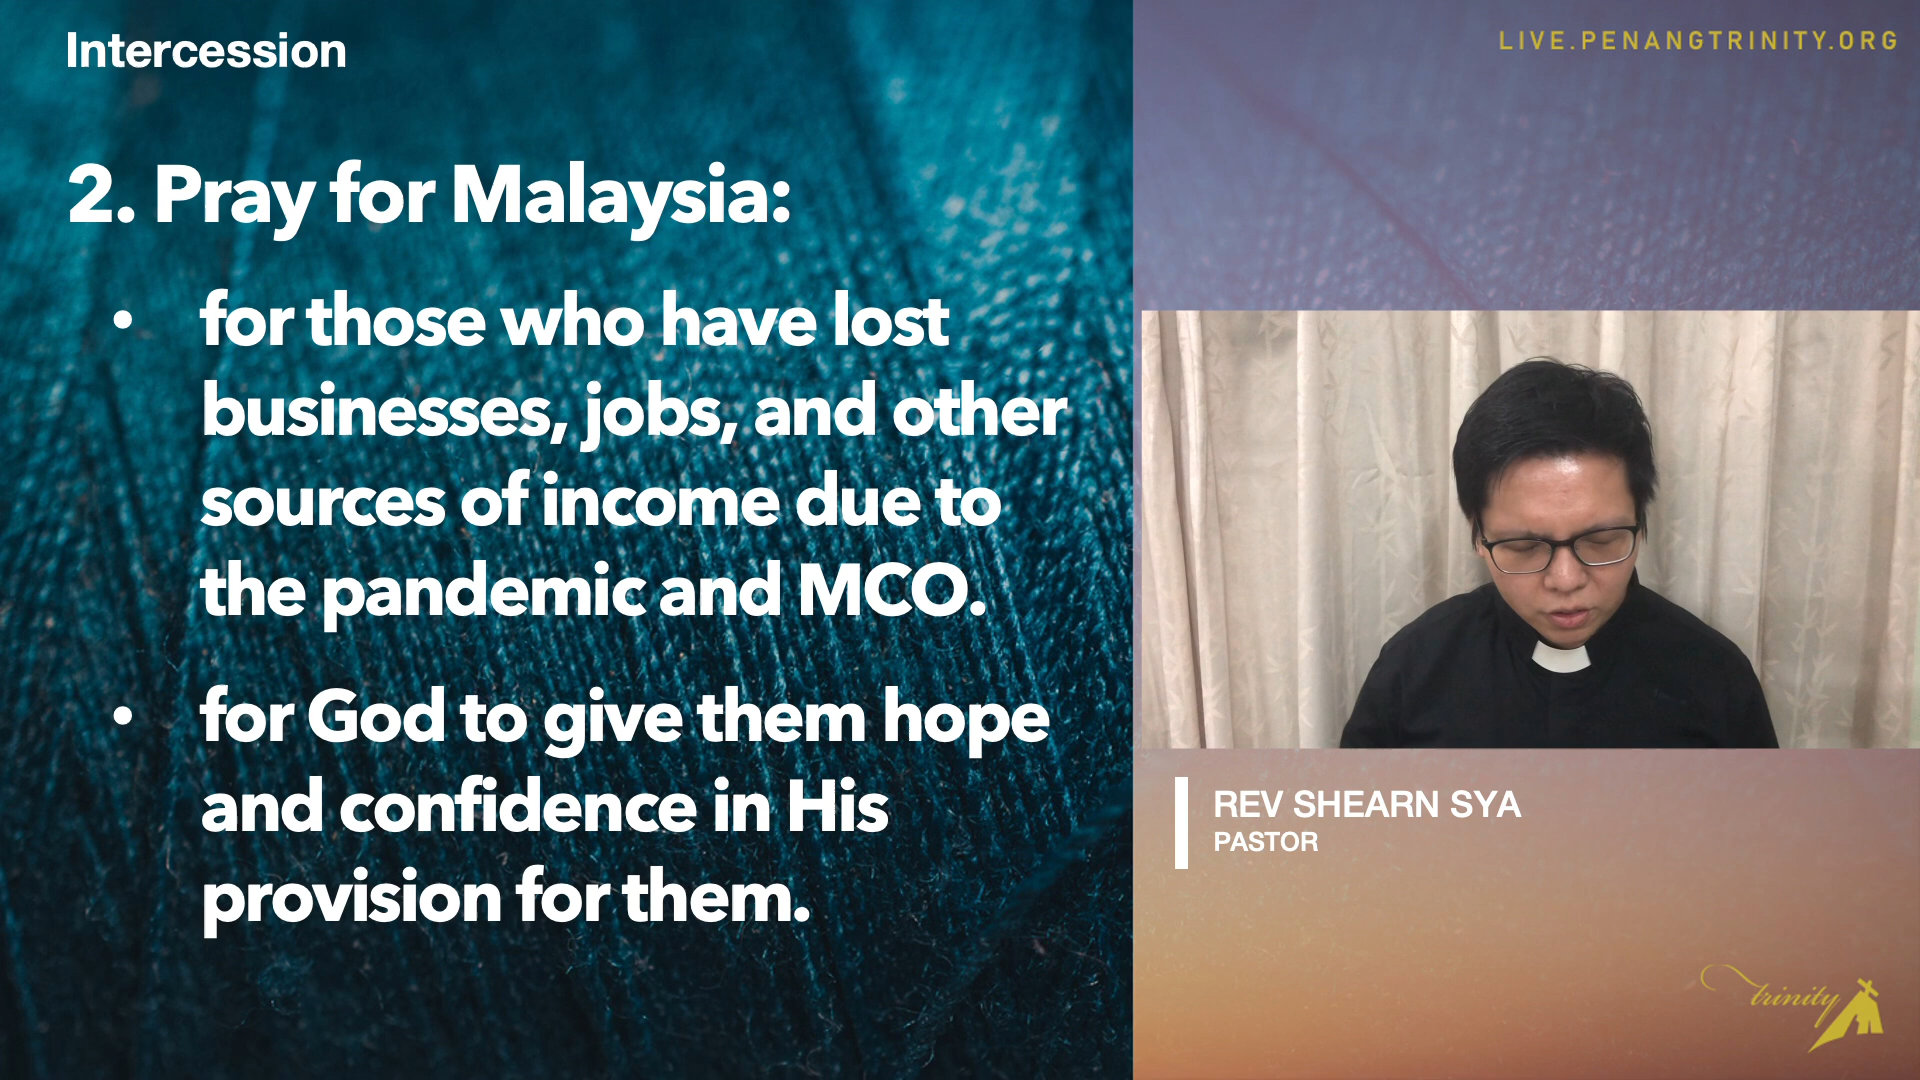 Intercession
LIVE.PENANGTRINITY.ORG
2. Pray for Malaysia:
• for those who have lost
businesses, jobs, and other
sources of income due to
the pandemic and MCO.
• for God to give them hope
and confidence in His
provision for them.
REV SHEARN SYA
PASTOR
trinity